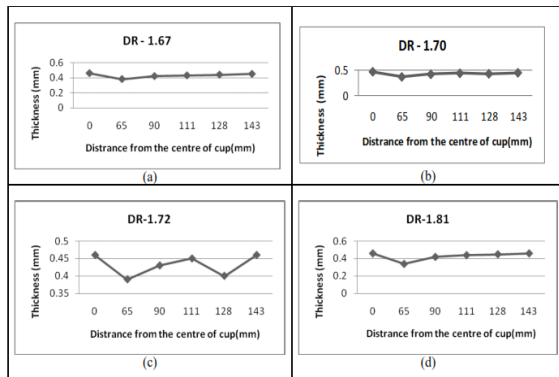 DR - 1.67
Thickness (mm)
0.6
0.4
0.2
0
0 65 90 111 128 143
Distrance from the centre of cup(mm)
(a)
DR - 1.70
Thickness (mm)
0.5
0
0 65 90 111 128 143
Distance from the centre of cup(mm)
(b)
DR-1.72
Thickness (mm)
0.5
0.45
0.4
0.35
0 65 90 111 128 143
Distance from the centre of cup(mm)
(c)
DR-1.81
Thickness (mm)
0.6
0.4
0.2
0
0 65 90 111 128 143
Distance from the centre of cup(mm)
(d)